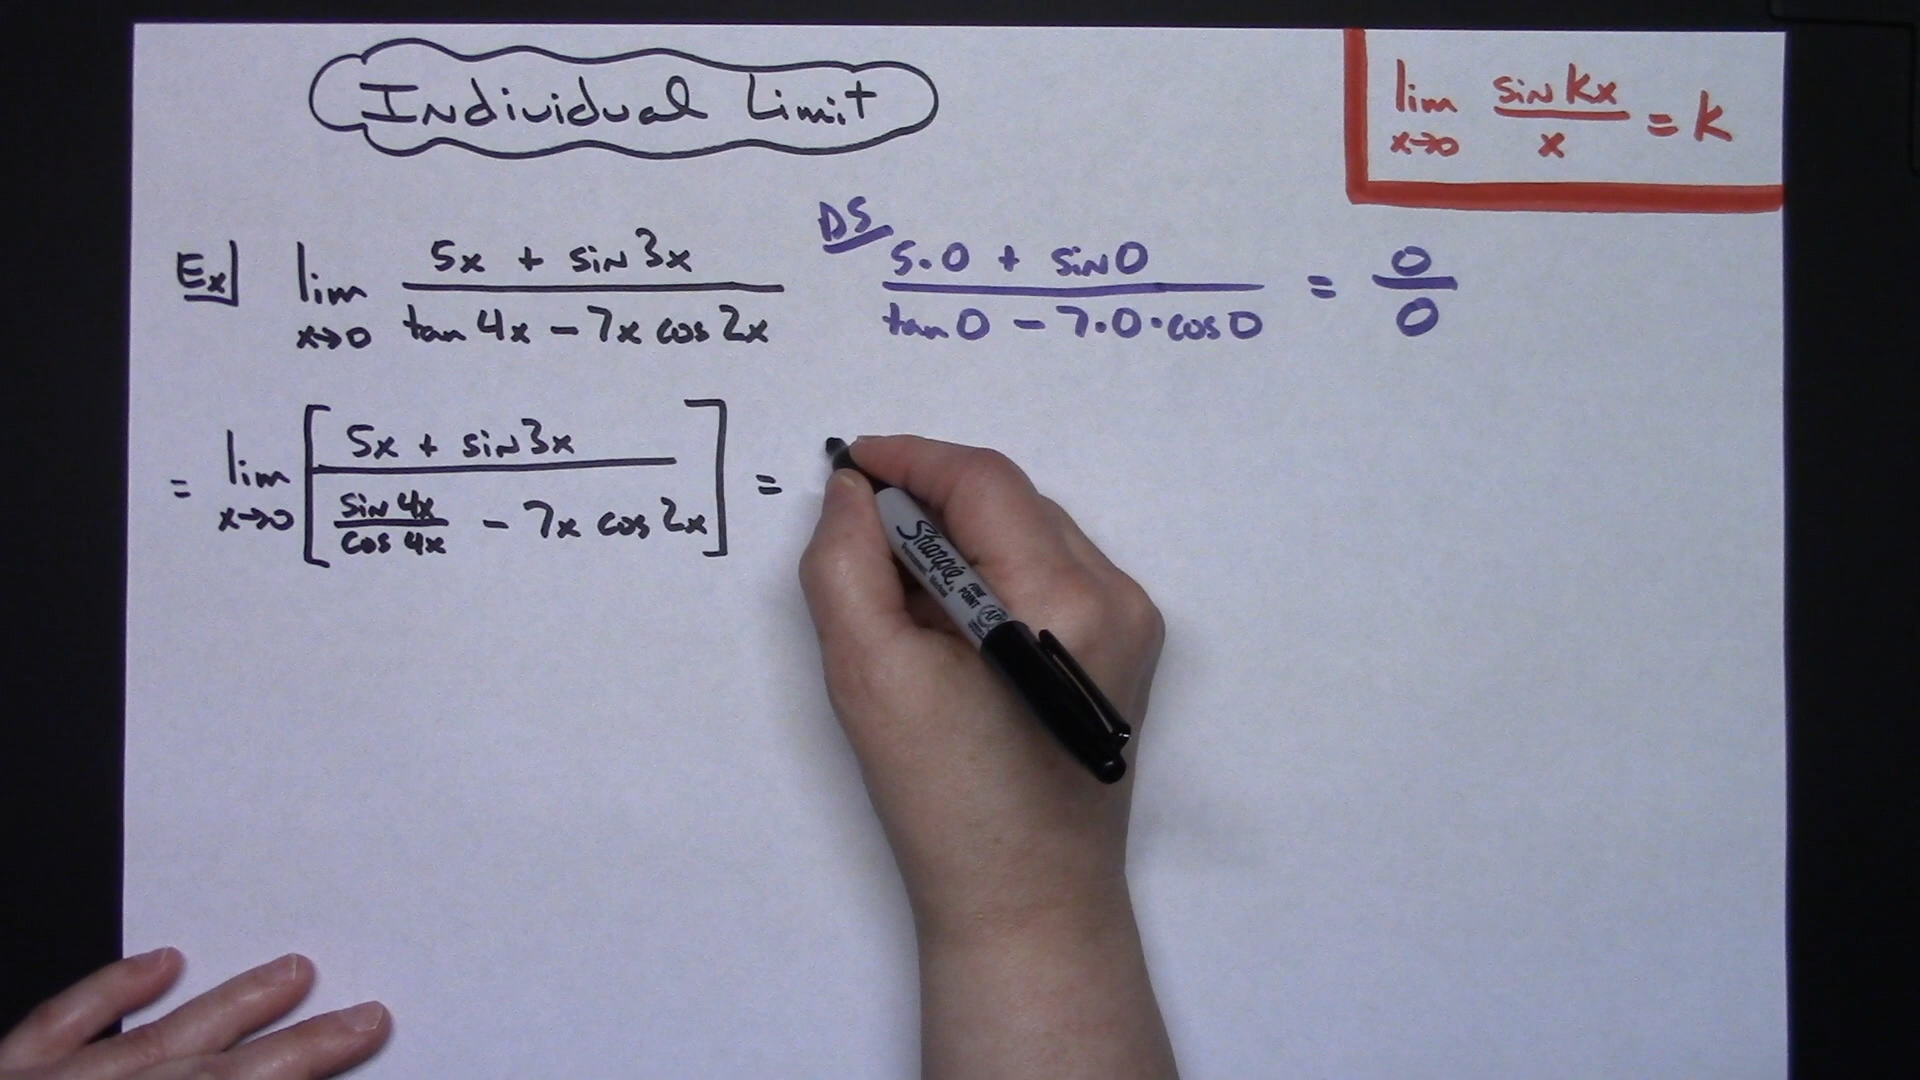 Individual Limit
lim x→0 sin kx / x = k
Ex lim x→0 5x + sin 3x / tan 4x − 7x cos 2x
DS 5·0 + sin 0 / tan 0 − 7·0·cos 0 = 0 / 0
= lim x→0 [ 5x + sin 3x / sin 4x / cos 4x − 7x cos 2x ] =
Sharpie
FINE
POINT